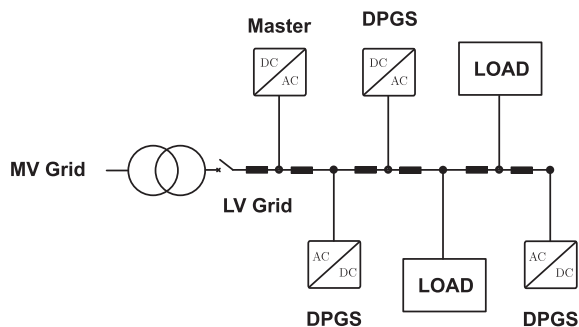 Master
DPGS
DC
AC
DC
AC
LOAD
MV Grid
LV Grid
AC
DC
LOAD
AC
DC
DPGS
DPGS